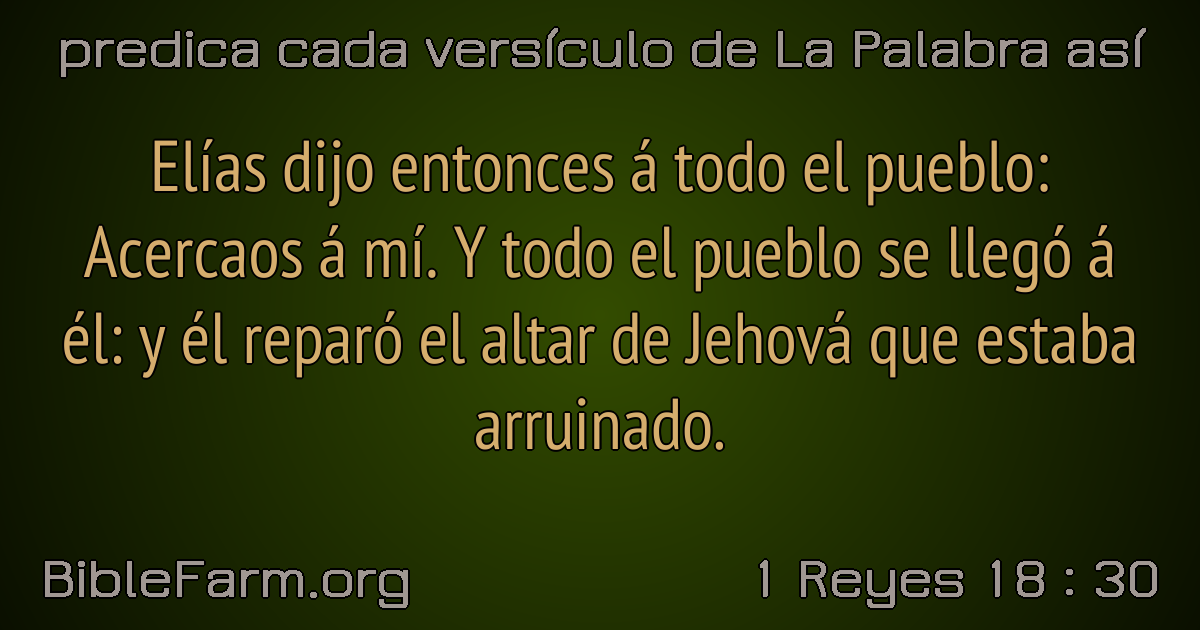 predica cada versículo de La Palabra así
Elías dijo entonces á todo el pueblo:
Acercaos á mí. Y todo el pueblo se llegó á
él: y él reparó el altar de Jehová que estaba
arruinado.
BibleFarm.org
1 Reyes 18 : 30